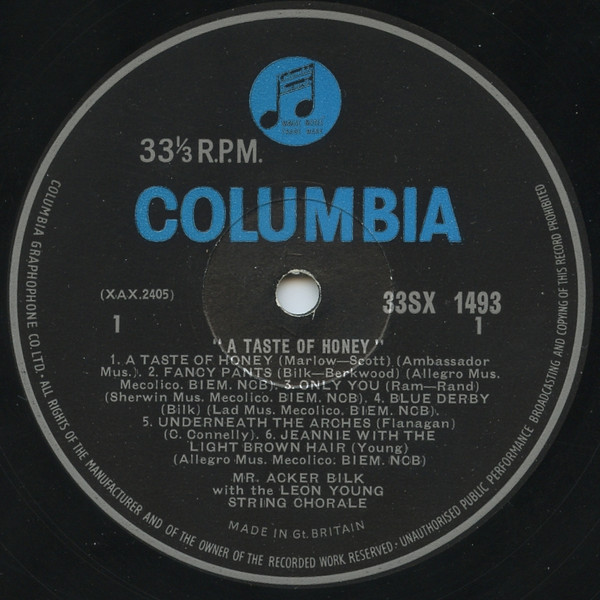 33⅓ R.P.M.
COLUMBIA
(XAX.2405)
33SX 1493
1
1
"A TASTE OF HONEY"
1. A TASTE OF HONEY (Marlow—Scott) (Ambassador
Mus.). 2. FANCY PANTS (Bilk—Berkwood) (Allegro Mus.
Mecolico. BIEM. NCB). 3. ONLY YOU (Ram—Rand)
(Sherwin Mus. Mecolico. BIEM. NCB). 4. BLUE DERBY
(Bilk) (Lad Mus. Mecolico. BIEM. NCB).
5. UNDERNEATH THE ARCHES (Flanagan)
(C. Connelly). 6. JEANNIE WITH THE
LIGHT BROWN HAIR (Young)
(Allegro Mus. Mecolico. BIEM. NCB)
MR. ACKER BILK
with the LEON YOUNG
STRING CHORALE
MADE IN Gt. BRITAIN
COLUMBIA GRAPHOPHONE CO. LTD· ALL RIGHTS OF THE MANUFACTURER AND OF THE OWNER OF THE RECORDED WORK RESERVED· UNAUTHORISED PUBLIC PERFORMANCE BROADCASTING AND COPYING OF THIS RECORD PROHIBITED